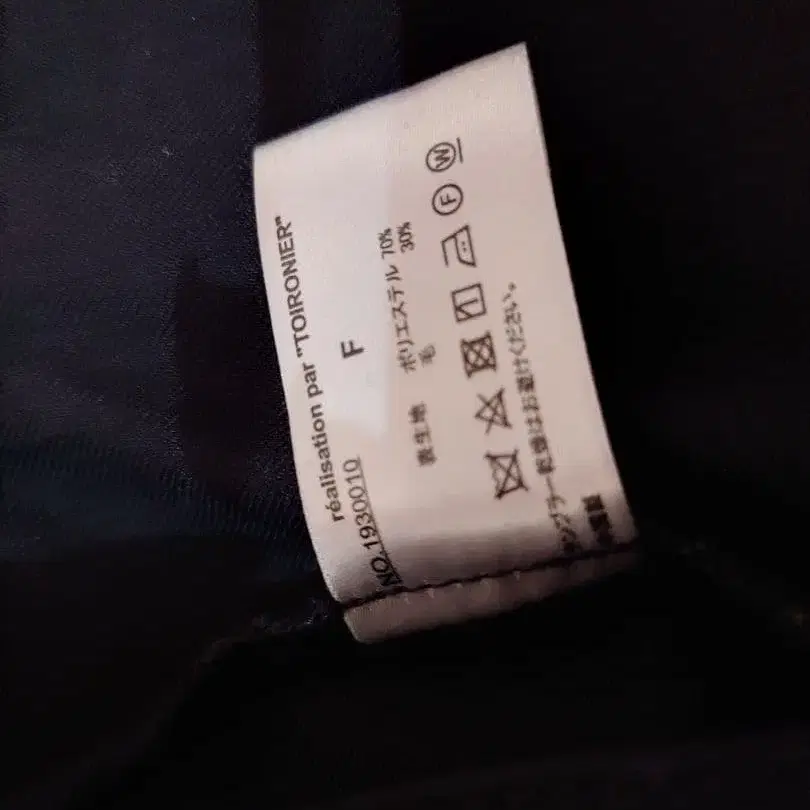 réalisation par "TOIRONIER"
NO.1930010 F
表生地 ポリエステル 70%
毛 30%
F W
タンブラー乾燥はお避けください。